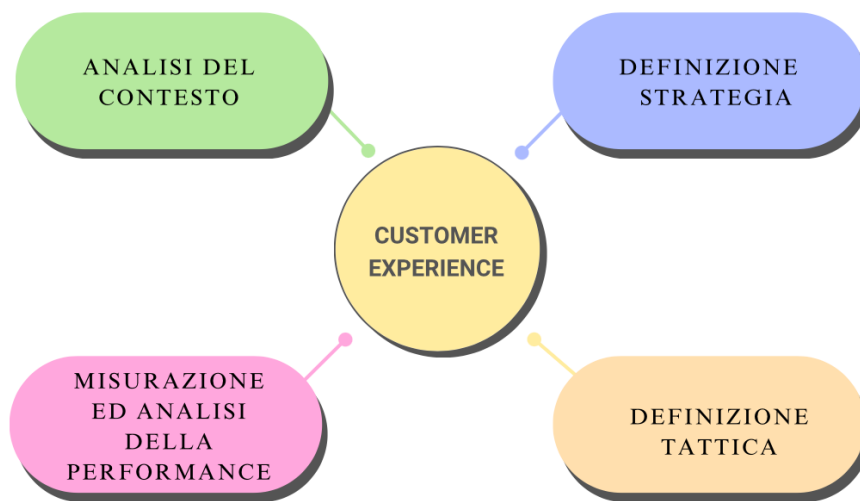 ANALISI DEL
CONTESTO
DEFINIZIONE
STRATEGIA
CUSTOMER
EXPERIENCE
MISURAZIONE
ED ANALISI
DELLA
PERFORMANCE
DEFINIZIONE
TATTICA